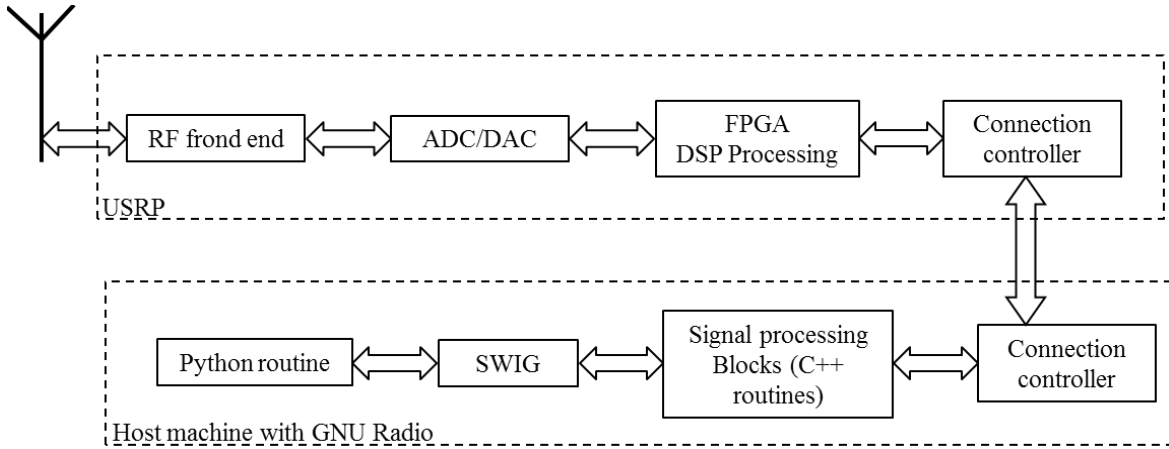 RF frond end
ADC/DAC
FPGA
DSP Processing
Connection
controller
USRP
Python routine
SWIG
Signal processing
Blocks (C++
routines)
Connection
controller
Host machine with GNU Radio